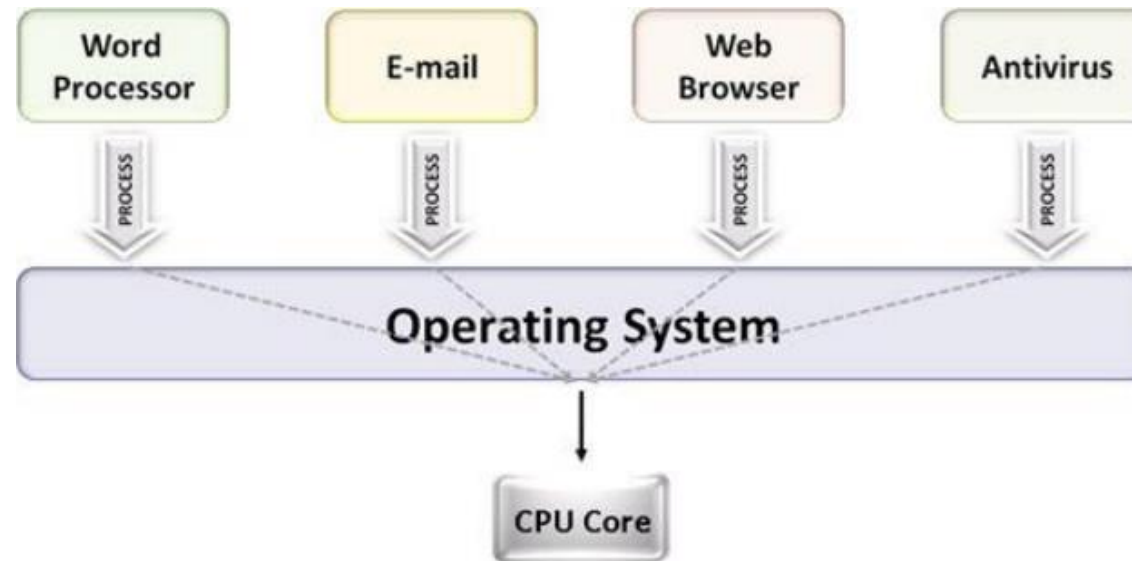 Word
Processor
E-mail
Web
Browser
Antivirus
PROCESS
PROCESS
PROCESS
PROCESS
Operating System
CPU Core